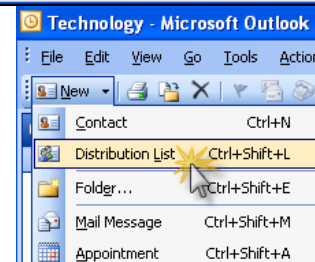 Technology - Microsoft Outlook
File Edit View Go Tools Action
New
Contact Ctrl+N
Distribution List Ctrl+Shift+L
Folder... Ctrl+Shift+E
Mail Message Ctrl+Shift+M
Appointment Ctrl+Shift+A